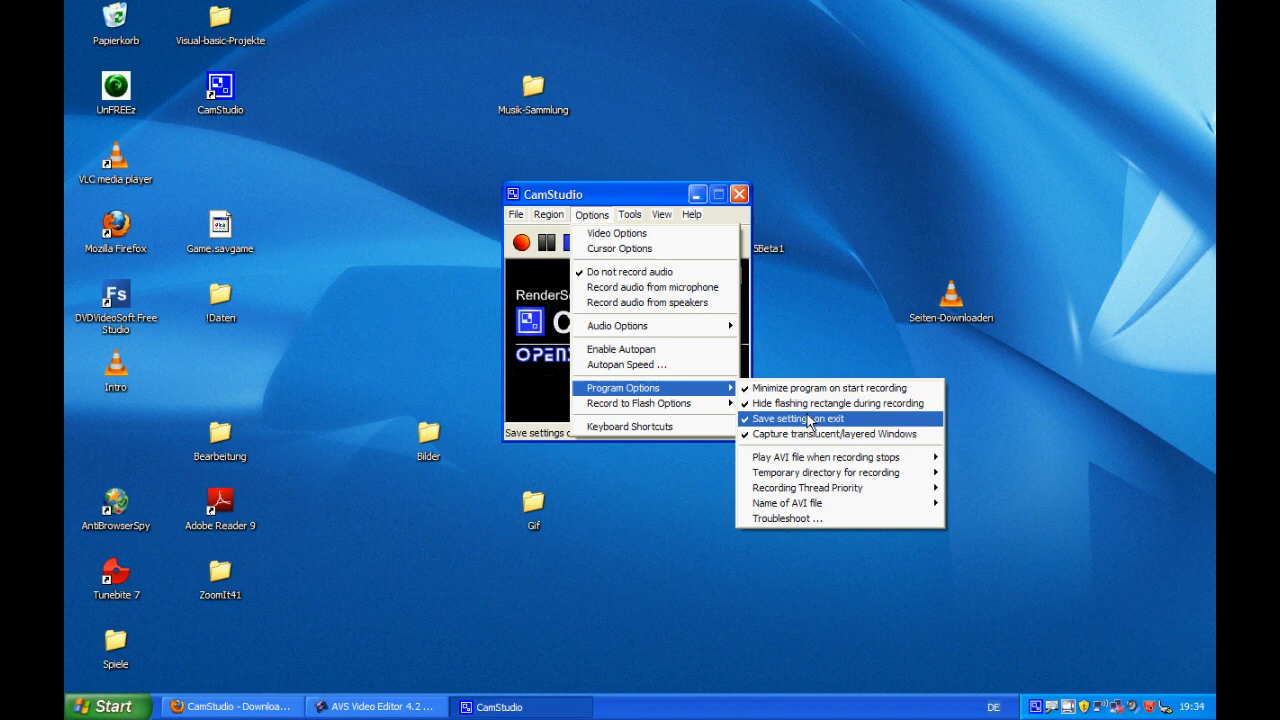 Papierkorb
Visual-basic-Projekte
UnFREEz
CamStudio
Musik-Sammlung
VLC media player
Mozilla Firefox
Game.savgame
DVDVideoSoft Free
Studio
!Daten
Intro
Bearbeitung
Bilder
AntiBrowserSpy
Adobe Reader 9
Gif
Tunebite 7
ZoomIt41
Spiele
Seiten-Downloaden
5Beta1
CamStudio
File Region Options Tools View Help
RenderSo
C
OPEN
Save settings o
Video Options
Cursor Options
Do not record audio
Record audio from microphone
Record audio from speakers
Audio Options
Enable Autopan
Autopan Speed ...
Program Options
Record to Flash Options
Keyboard Shortcuts
Minimize program on start recording
Hide flashing rectangle during recording
Save settings on exit
Capture translucent/layered Windows
Play AVI file when recording stops
Temporary directory for recording
Recording Thread Priority
Name of AVI file
Troubleshoot ...
Start
CamStudio - Downloa...
AVS Video Editor 4.2 ...
CamStudio
DE
19:34